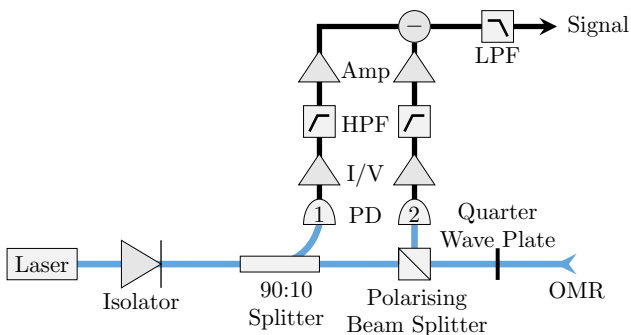 Signal
LPF
Amp
HPF
I/V
1
PD
2
Quarter
Wave Plate
Laser
Isolator
90:10
Splitter
Polarising
Beam Splitter
OMR